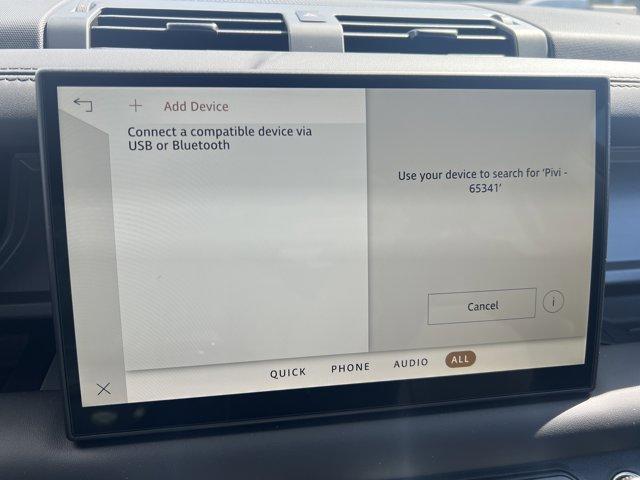 + Add Device
Connect a compatible device via
USB or Bluetooth
Use your device to search for 'Pivi -
65341'
Cancel
i
QUICK PHONE AUDIO ALL